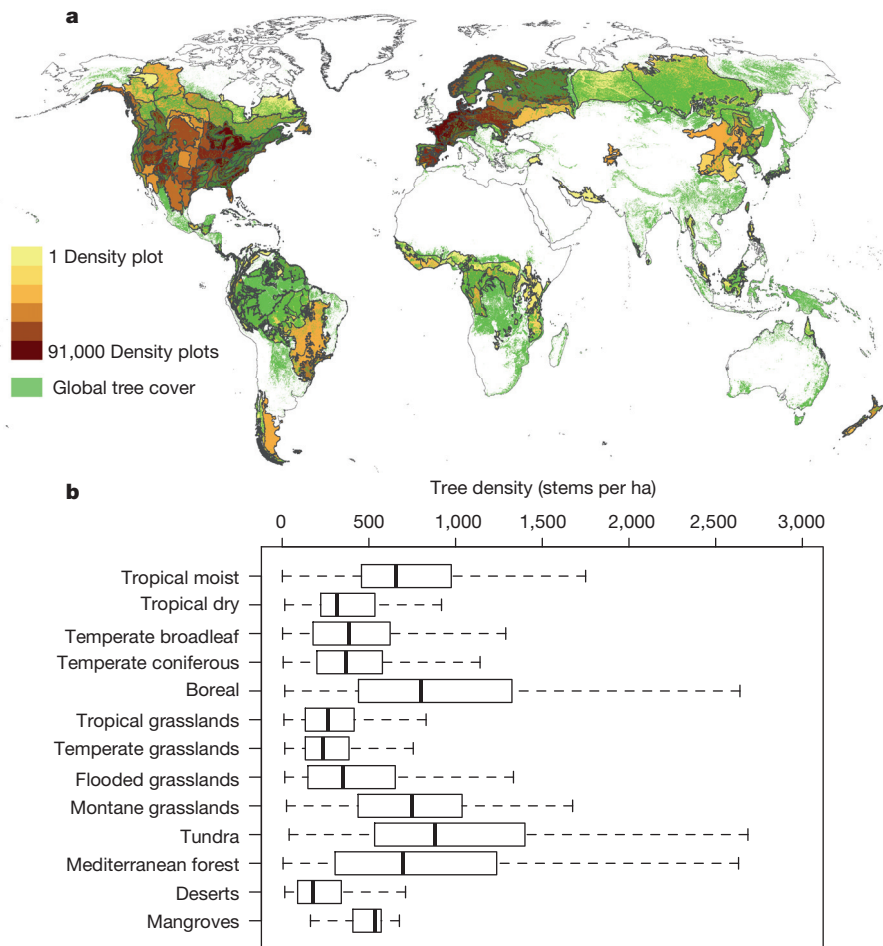 a
1 Density plot
91,000 Density plots
Global tree cover
b
Tree density (stems per ha)
0 500 1,000 1,500 2,000 2,500 3,000
Tropical moist
Tropical dry
Temperate broadleaf
Temperate coniferous
Boreal
Tropical grasslands
Temperate grasslands
Flooded grasslands
Montane grasslands
Tundra
Mediterranean forest
Deserts
Mangroves